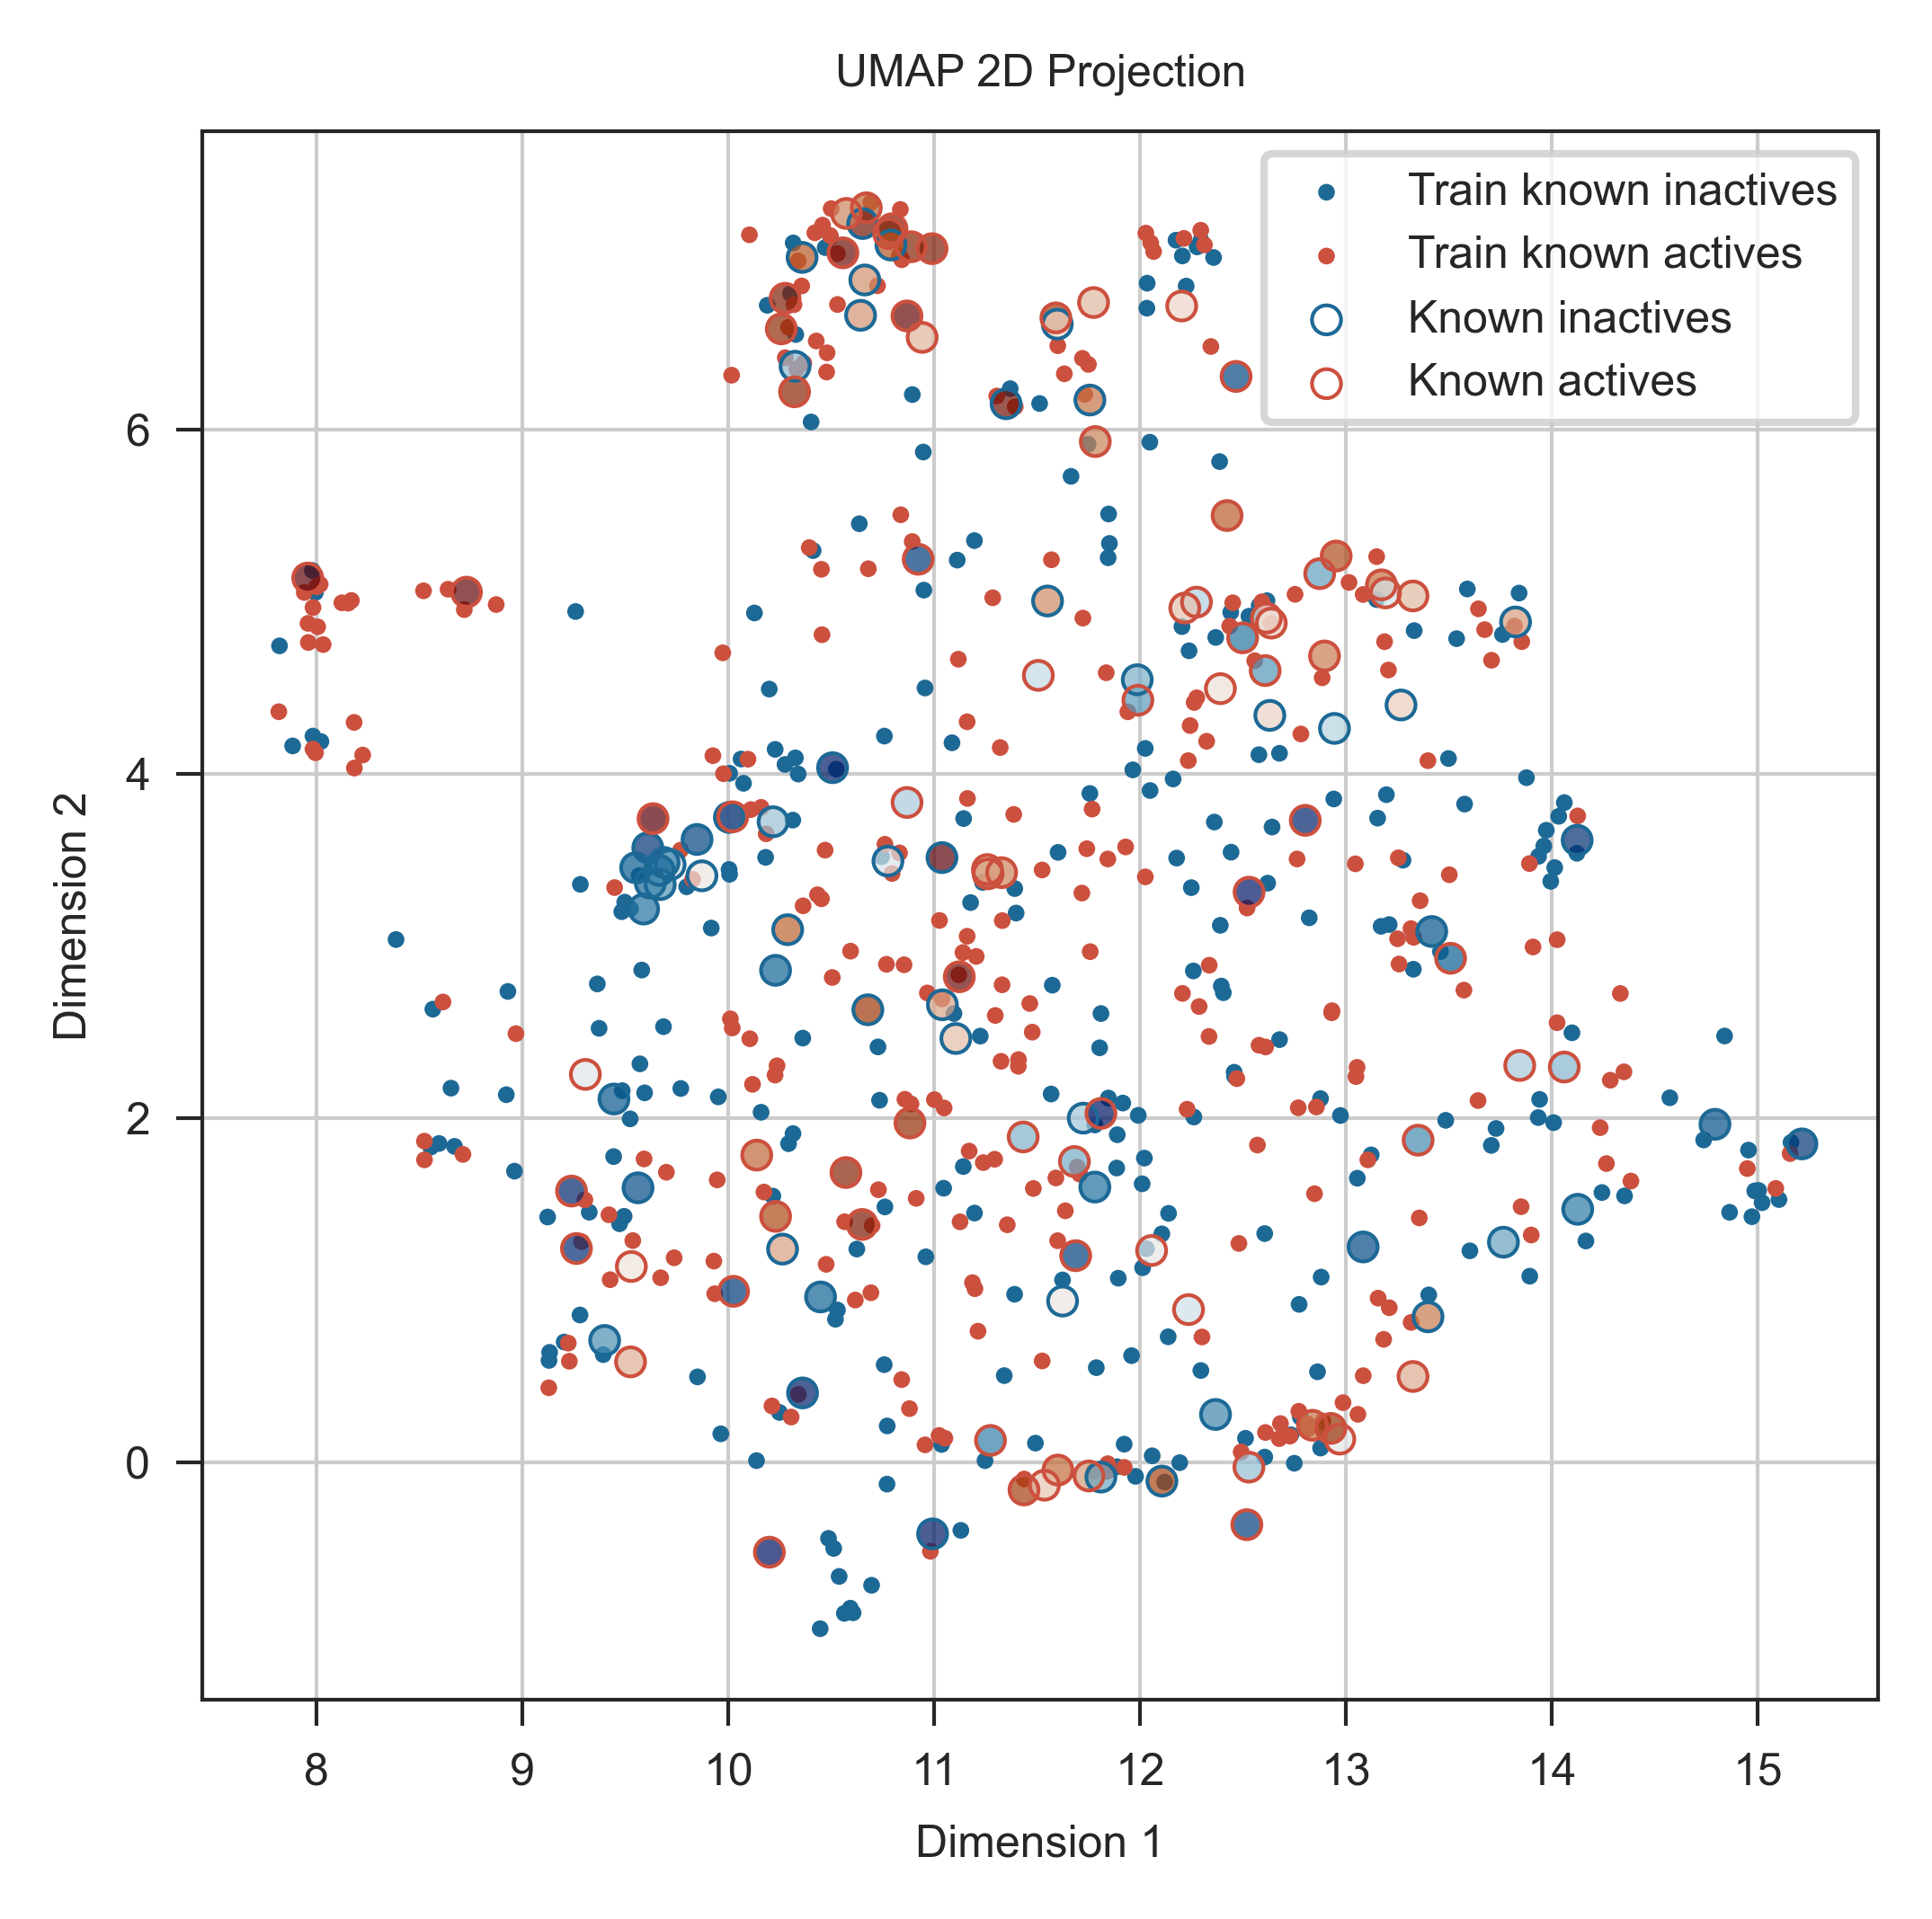 UMAP 2D Projection
Train known inactives
Train known actives
Known inactives
Known actives
6
4
2
0
Dimension 2
8 9 10 11 12 13 14 15
Dimension 1